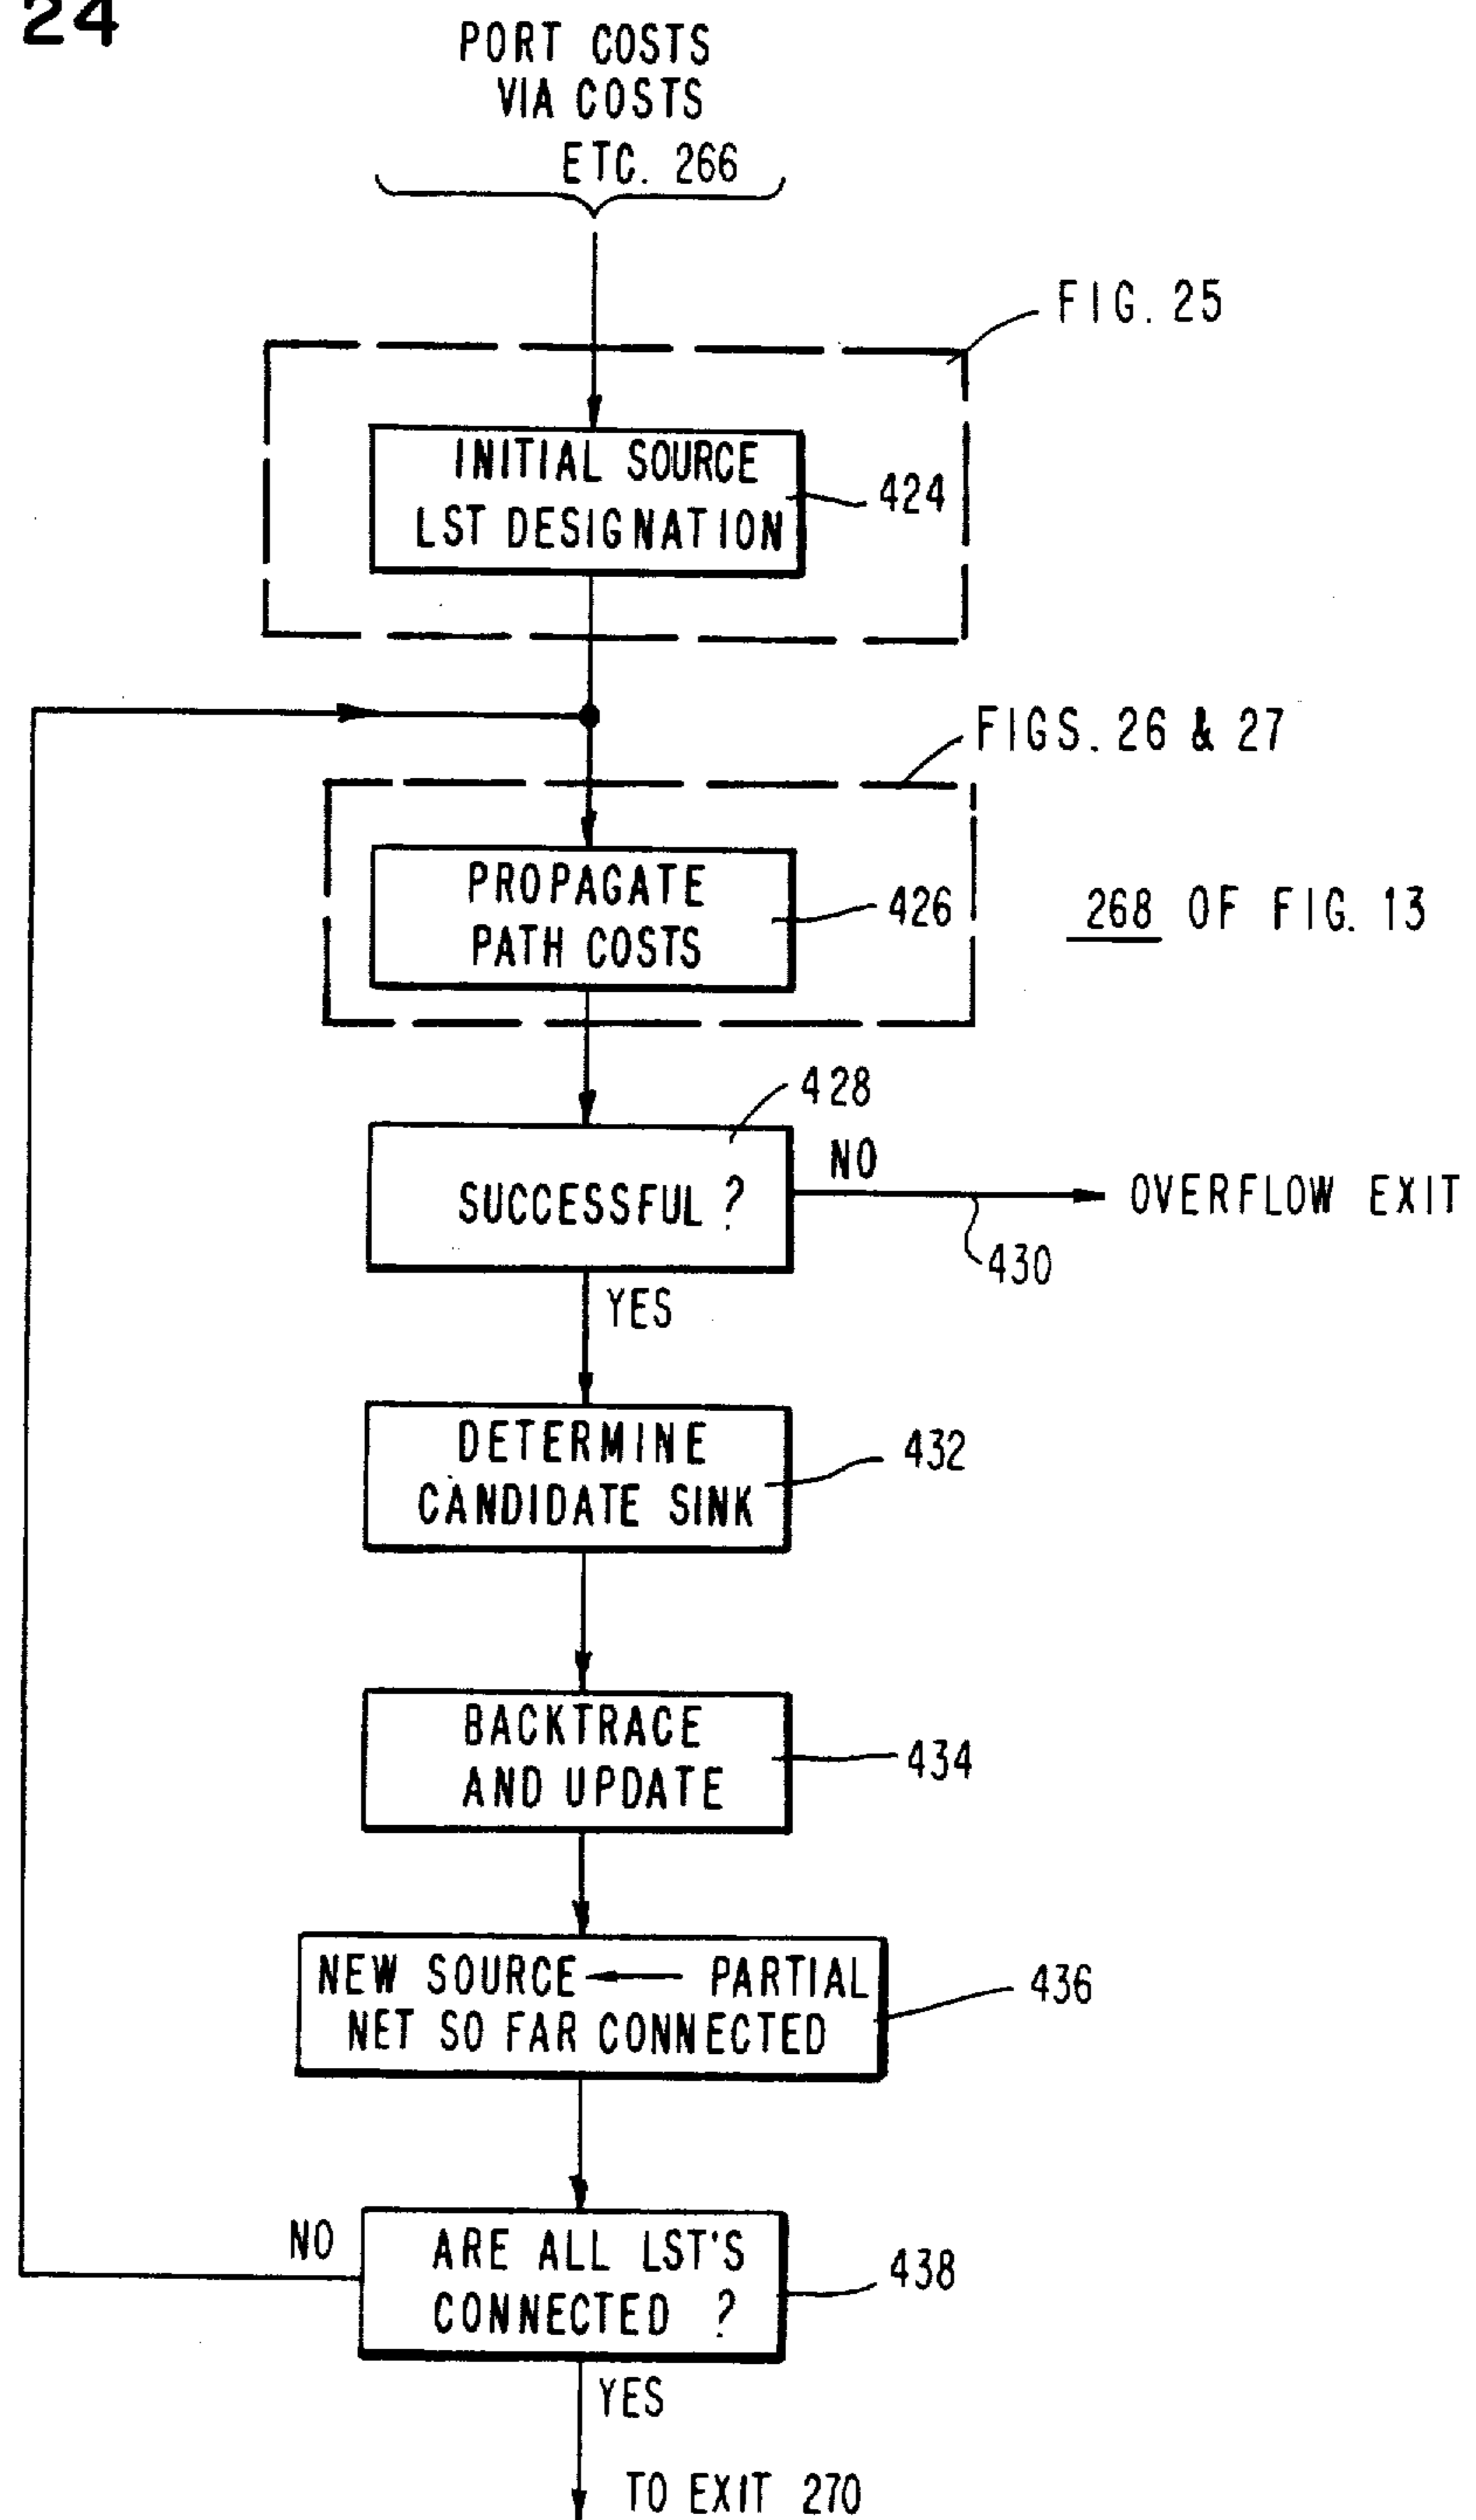 24
PORT COSTS
VIA COSTS
ETC. 266
FIG. 25
INITIAL SOURCE
LST DESIGNATION
424
FIGS. 26 & 27
PROPAGATE
PATH COSTS
426
268 OF FIG. 13
428
SUCCESSFUL ?
NO
OVERFLOW EXIT
430
YES
DETERMINE
CANDIDATE SINK
432
BACKTRACE
AND UPDATE
434
NEW SOURCE ← PARTIAL
NET SO FAR CONNECTED
436
NO
ARE ALL LST'S
CONNECTED ?
438
YES
TO EXIT 270